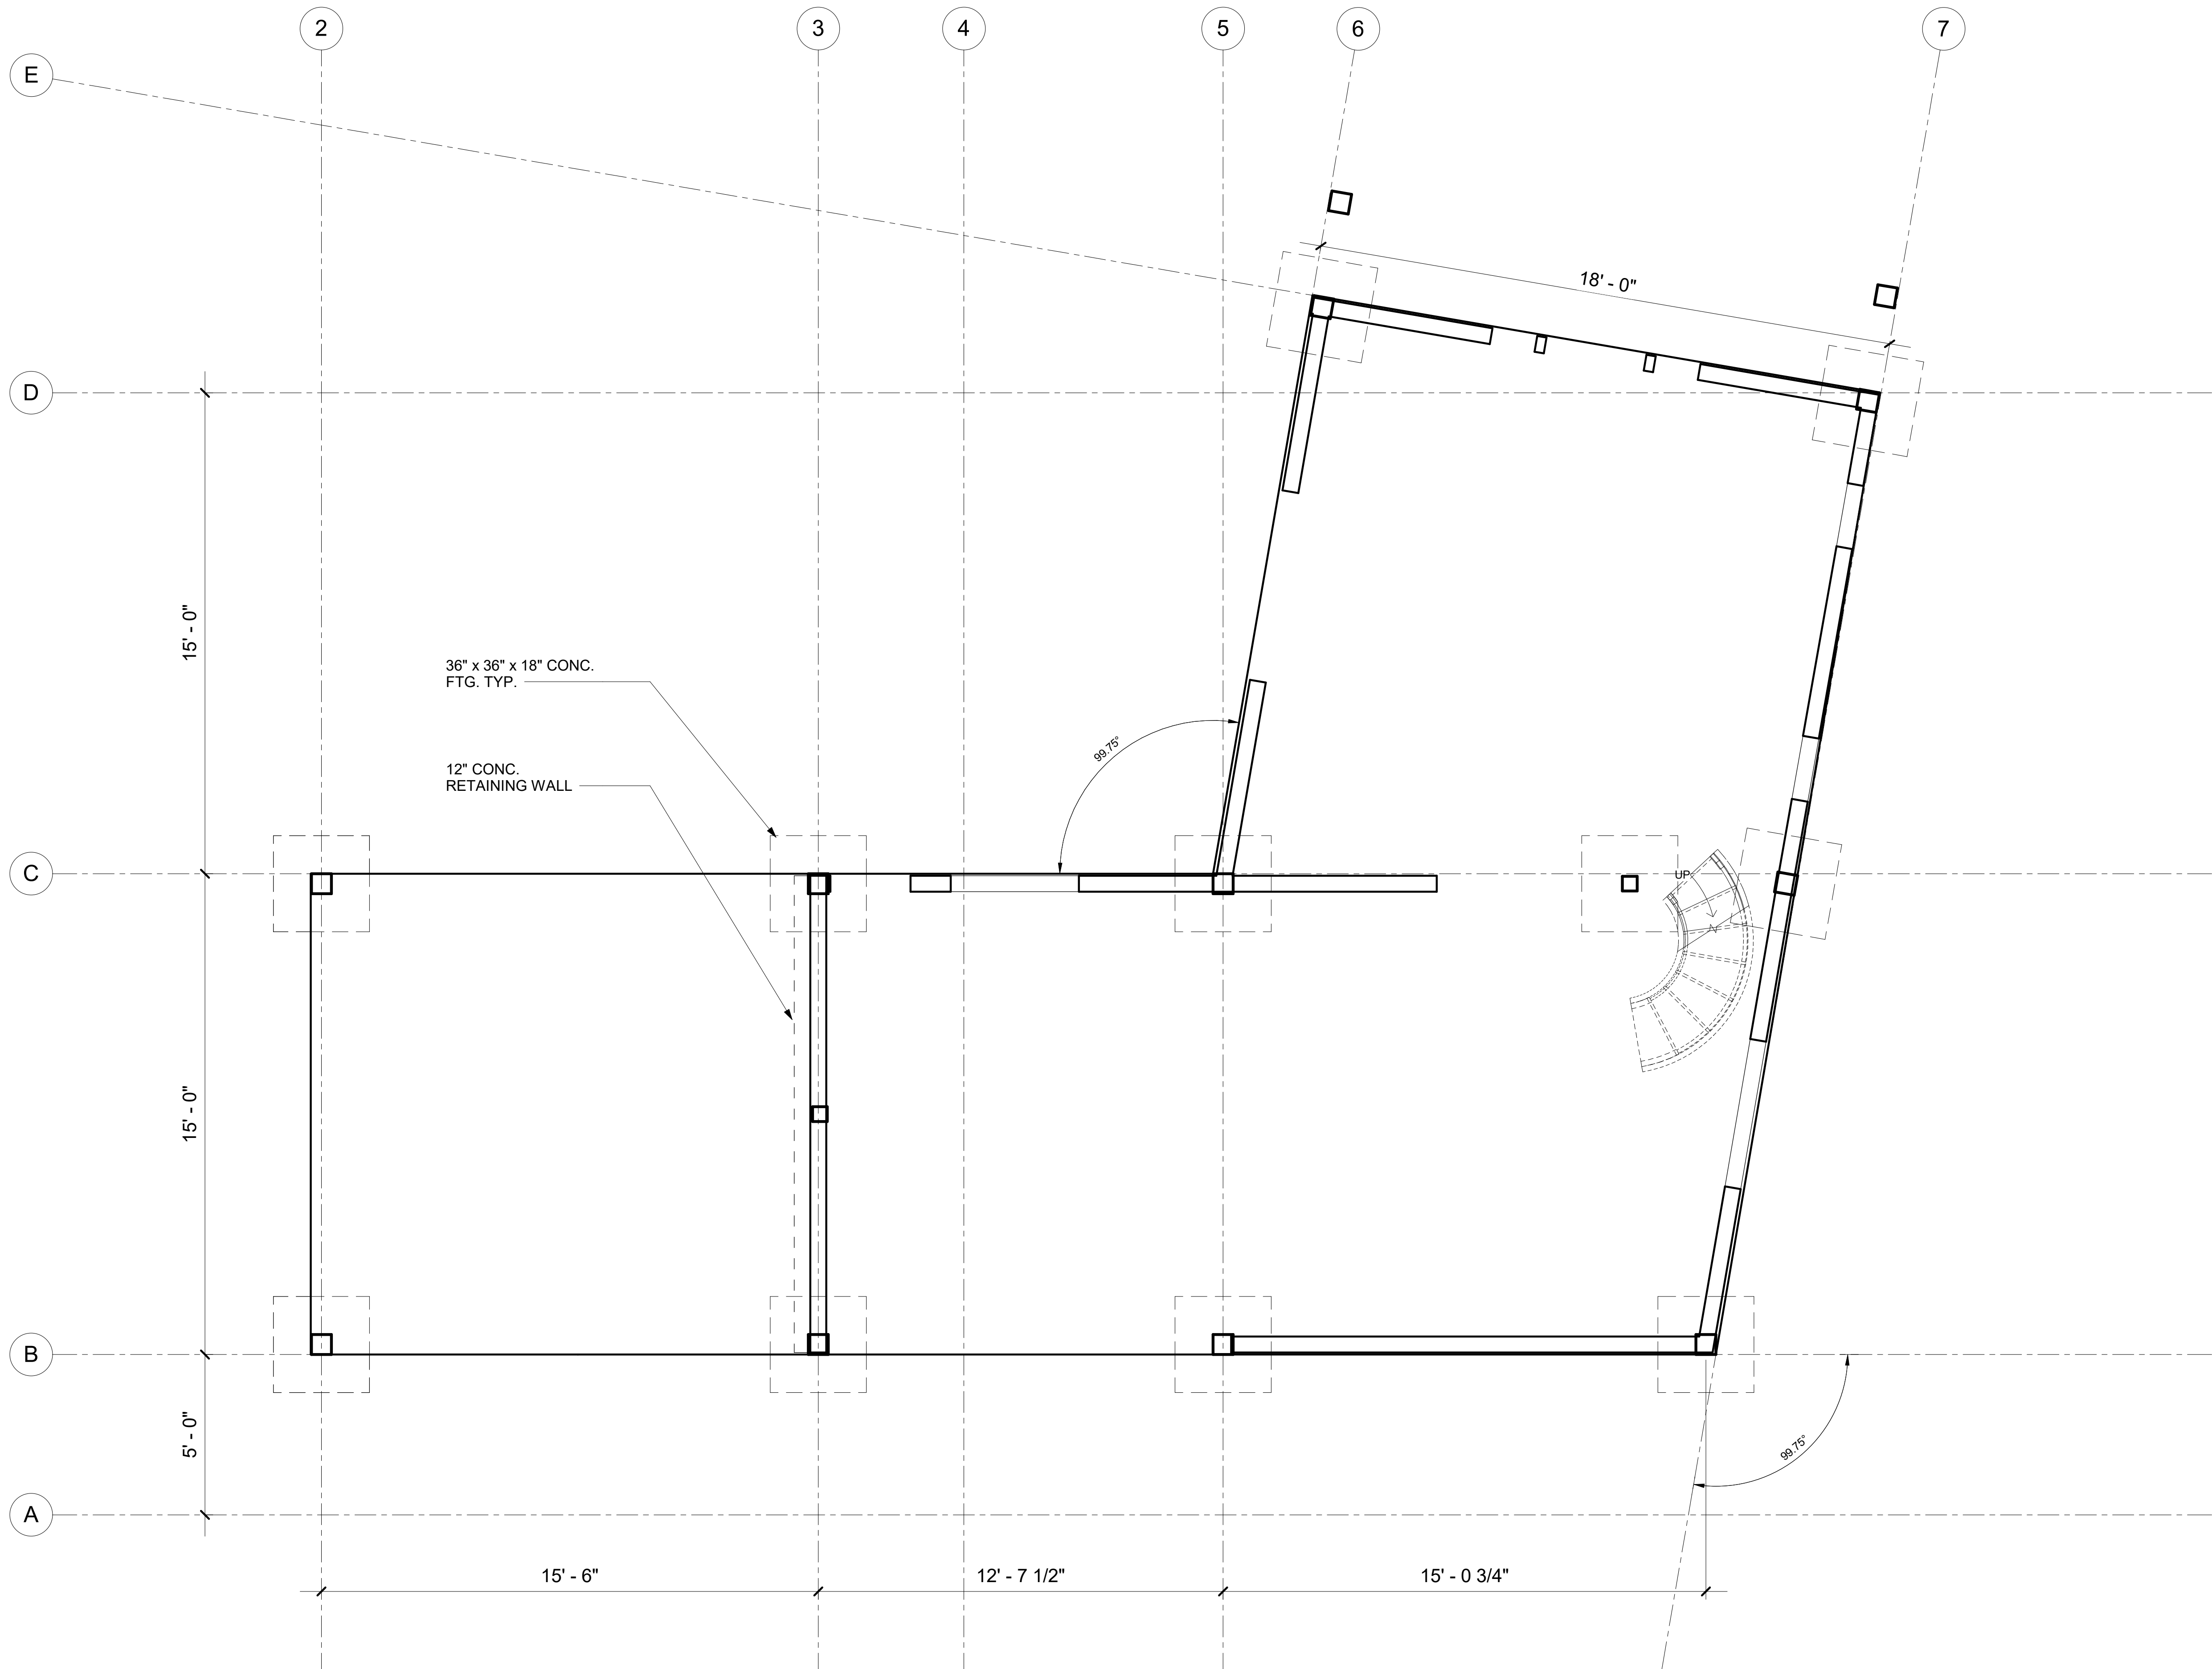 2
3
4
5
6
7
E
D
C
B
A
18' - 0"
15' - 0"
36" x 36" x 18" CONC.
FTG. TYP.
99.75°
12" CONC.
RETAINING WALL
UP
15' - 0"
5' - 0"
99.75°
15' - 6"
12' - 7 1/2"
15' - 0 3/4"